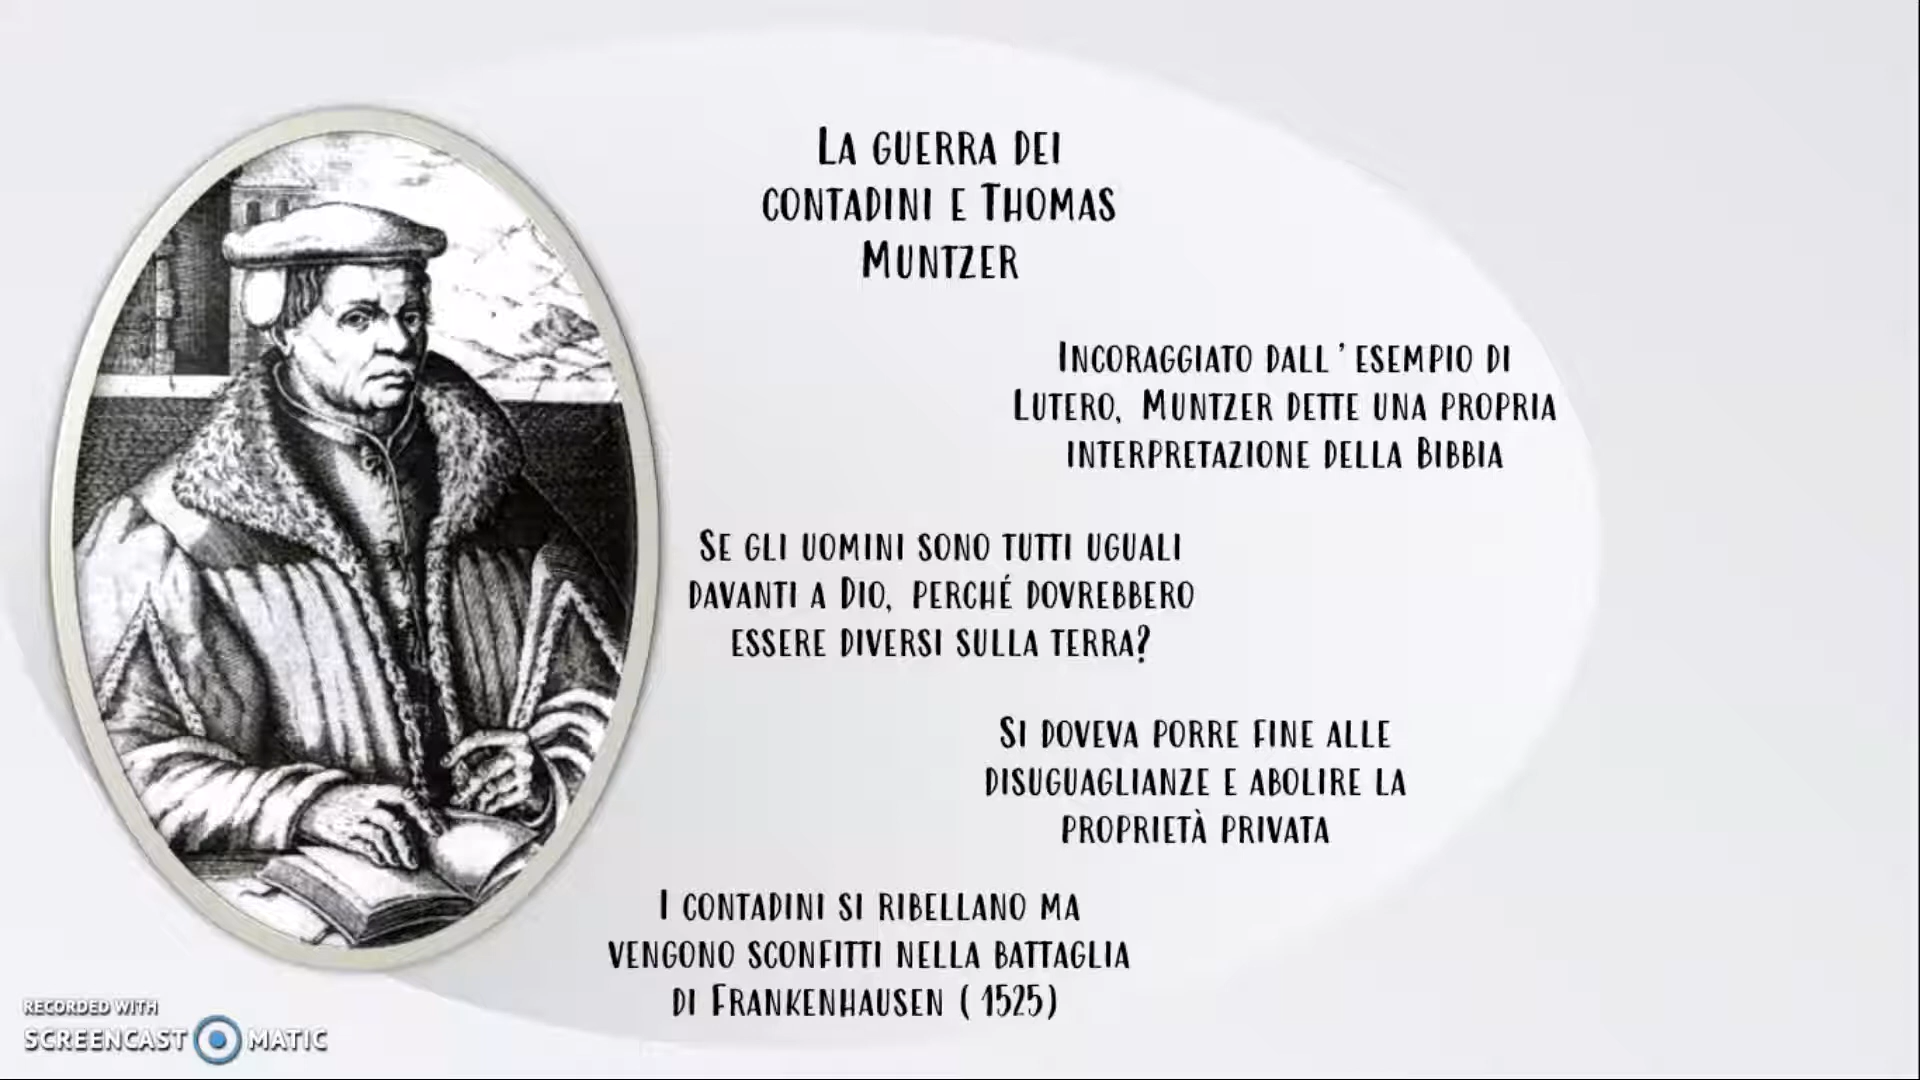 La guerra dei
contadini e Thomas
Muntzer
Incoraggiato dall'esempio di
Lutero, Muntzer dette una propria
interpretazione della Bibbia
Se gli uomini sono tutti uguali
davanti a Dio, perché dovrebbero
essere diversi sulla terra?
Si doveva porre fine alle
disuguaglianze e abolire la
proprietà privata
I contadini si ribellano ma
vengono sconfitti nella battaglia
di Frankenhausen (1525)
RECORDED WITH
SCREENCAST MATIC